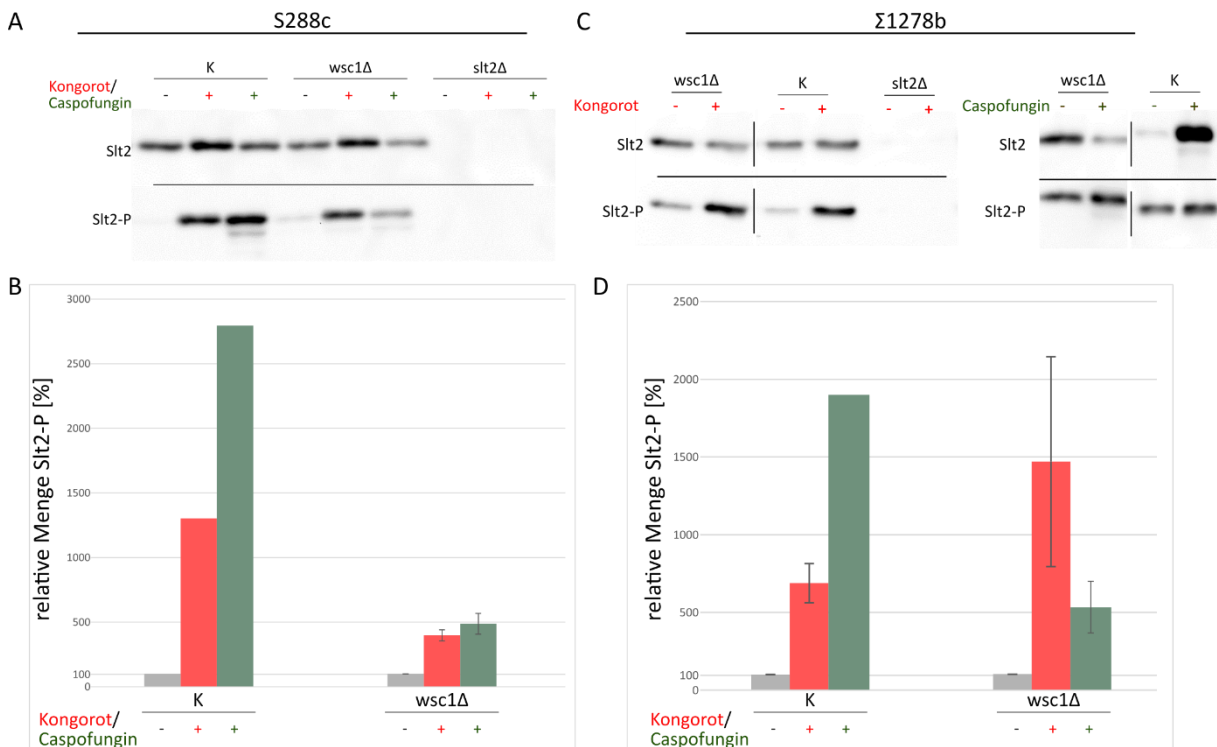 A
S288c
K wsc1Δ slt2Δ
Kongorot/
Caspofungin
- + + - + + - + +
Slt2
Slt2-P
C
Σ1278b
wsc1Δ K slt2Δ
Kongorot - + - + - +
Slt2
Slt2-P
wsc1Δ K
Caspofungin - + - +
Slt2
Slt2-P
B
relative Menge Slt2-P [%]
3000
2500
2000
1500
1000
500
100
0
K wsc1Δ
Kongorot/
Caspofungin
- + + - + +
D
relative Menge Slt2-P [%]
2500
2000
1500
1000
500
100
0
K wsc1Δ
Kongorot/
Caspofungin
- + + - + +